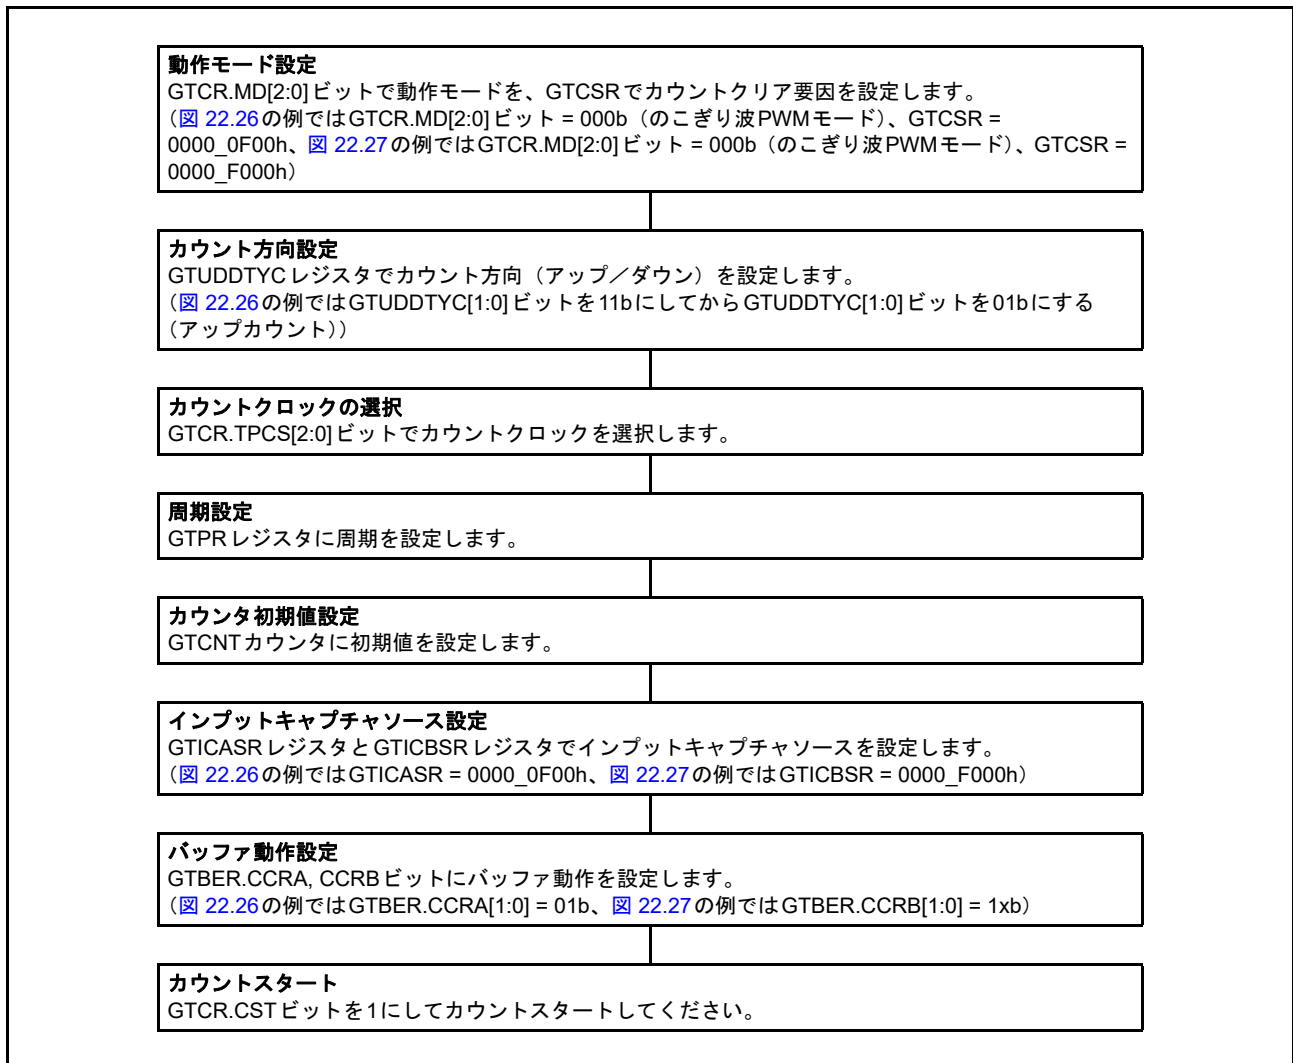 動作モード設定
GTCR.MD[2:0]ビットで動作モードを、GTCSRでカウントクリア要因を設定します。
（図 22.26の例ではGTCR.MD[2:0]ビット = 000b（のこぎり波PWMモード）、GTCSR =
0000_0F00h、図 22.27の例ではGTCR.MD[2:0]ビット = 000b（のこぎり波PWMモード）、GTCSR =
0000_F000h）
カウント方向設定
GTUDDTYCレジスタでカウント方向（アップ／ダウン）を設定します。
（図 22.26の例ではGTUDDTYC[1:0]ビットを11bにしてからGTUDDTYC[1:0]ビットを01bにする
（アップカウント））
カウントクロックの選択
GTCR.TPCS[2:0]ビットでカウントクロックを選択します。
周期設定
GTPRレジスタに周期を設定します。
カウンタ初期値設定
GTCNTカウンタに初期値を設定します。
インプットキャプチャソース設定
GTICASRレジスタとGTICBSRレジスタでインプットキャプチャソースを設定します。
（図 22.26の例ではGTICASR = 0000_0F00h、図 22.27の例ではGTICBSR = 0000_F000h）
バッファ動作設定
GTBER.CCRA, CCRBビットにバッファ動作を設定します。
（図 22.26の例ではGTBER.CCRA[1:0] = 01b、図 22.27の例ではGTBER.CCRB[1:0] = 1xb）
カウントスタート
GTCR.CSTビットを1にしてカウントスタートしてください。